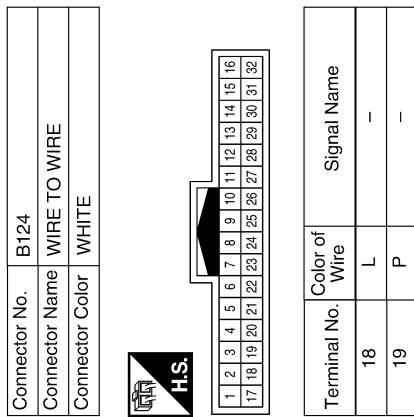 Connector No. B124
Connector Name WIRE TO WIRE
Connector Color WHITE
H.S.
1 2 3 4 5 6 7 8 9 10 11 12 13 14 15 16
17 18 19 20 21 22 23 24 25 26 27 28 29 30 31 32
Terminal No. Color of Wire Signal Name
18 L –
19 P –